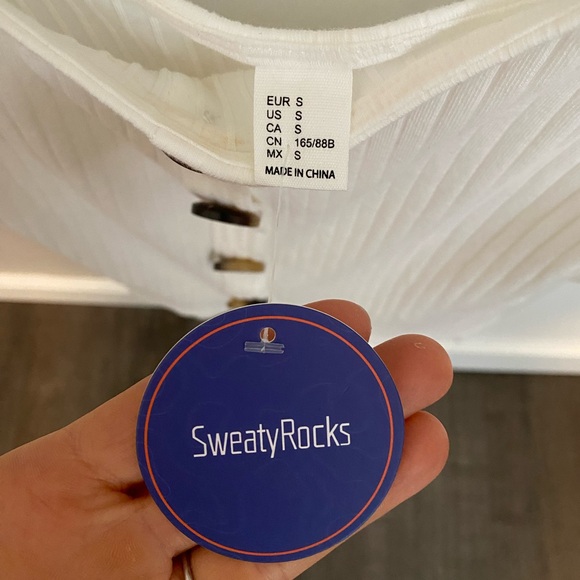 EUR S
US S
CA S
CN 165/88B
MX S
MADE IN CHINA
SweatyRocks